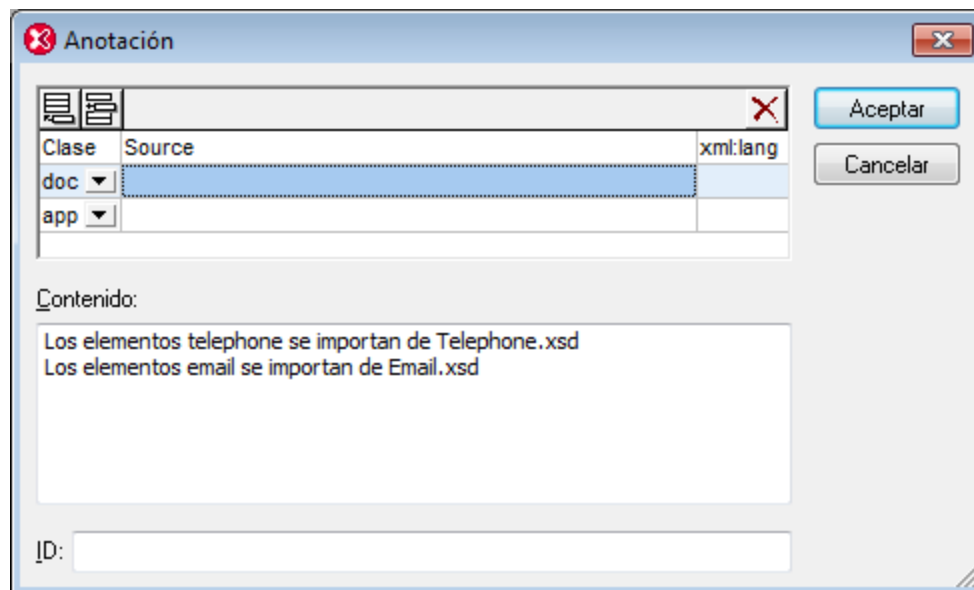 Anotación
Aceptar
Clase Source xml:lang
Cancelar
doc
app
Contenido:
Los elementos telephone se importan de Telephone.xsd
Los elementos email se importan de Email.xsd
ID: